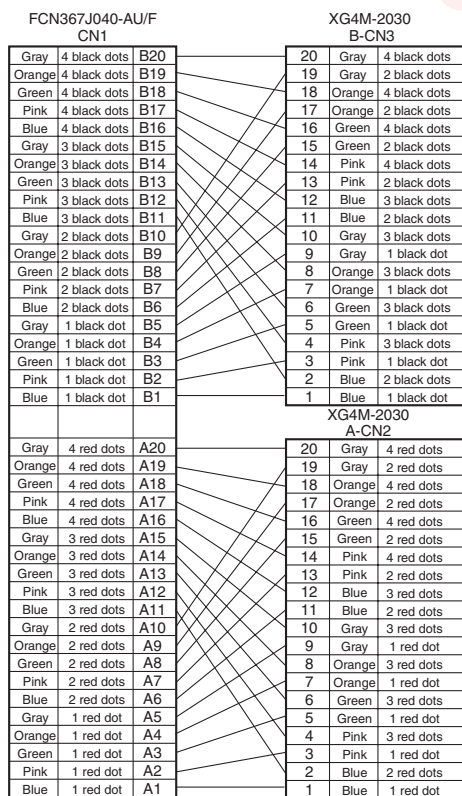 FCN367J040-AU/F
CN1
Gray 4 black dots B20
Orange 4 black dots B19
Green 4 black dots B18
Pink 4 black dots B17
Blue 4 black dots B16
Gray 3 black dots B15
Orange 3 black dots B14
Green 3 black dots B13
Pink 3 black dots B12
Blue 3 black dots B11
Gray 2 black dots B10
Orange 2 black dots B9
Green 2 black dots B8
Pink 2 black dots B7
Blue 2 black dots B6
Gray 1 black dot B5
Orange 1 black dot B4
Green 1 black dot B3
Pink 1 black dot B2
Blue 1 black dot B1
Gray 4 red dots A20
Orange 4 red dots A19
Green 4 red dots A18
Pink 4 red dots A17
Blue 4 red dots A16
Gray 3 red dots A15
Orange 3 red dots A14
Green 3 red dots A13
Pink 3 red dots A12
Blue 3 red dots A11
Gray 2 red dots A10
Orange 2 red dots A9
Green 2 red dots A8
Pink 2 red dots A7
Blue 2 red dots A6
Gray 1 red dot A5
Orange 1 red dot A4
Green 1 red dot A3
Pink 1 red dot A2
Blue 1 red dot A1
XG4M-2030
B-CN3
20 Gray 4 black dots
19 Gray 2 black dots
18 Orange 4 black dots
17 Orange 2 black dots
16 Green 4 black dots
15 Green 2 black dots
14 Pink 4 black dots
13 Pink 2 black dots
12 Blue 3 black dots
11 Blue 2 black dots
10 Gray 3 black dots
9 Gray 1 black dot
8 Orange 3 black dots
7 Orange 1 black dot
6 Green 3 black dots
5 Green 1 black dot
4 Pink 3 black dots
3 Pink 1 black dot
2 Blue 2 black dots
1 Blue 1 black dot
XG4M-2030
A-CN2
20 Gray 4 red dots
19 Gray 2 red dots
18 Orange 4 red dots
17 Orange 2 red dots
16 Green 4 red dots
15 Green 2 red dots
14 Pink 4 red dots
13 Pink 2 red dots
12 Blue 3 red dots
11 Blue 2 red dots
10 Gray 3 red dots
9 Gray 1 red dot
8 Orange 3 red dots
7 Orange 1 red dot
6 Green 3 red dots
5 Green 1 red dot
4 Pink 3 red dots
3 Pink 1 red dot
2 Blue 2 red dots
1 Blue 1 red dot